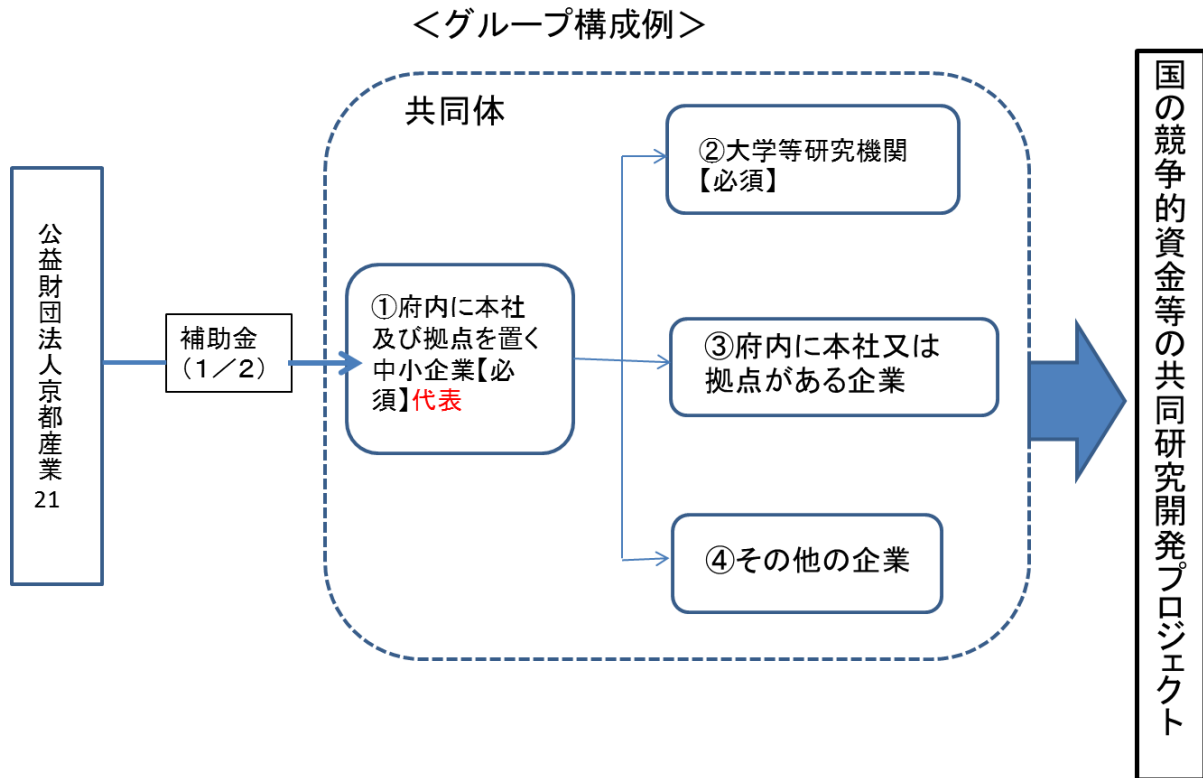 ＜グループ構成例＞
共同体
公益財団法人京都産業21
補助金
（１／２）
①府内に本社
及び拠点を置く
中小企業【必
須】代表
②大学等研究機関
【必須】
③府内に本社又は
拠点がある企業
④その他の企業
国の競争的資金等の共同研究開発プロジェクト